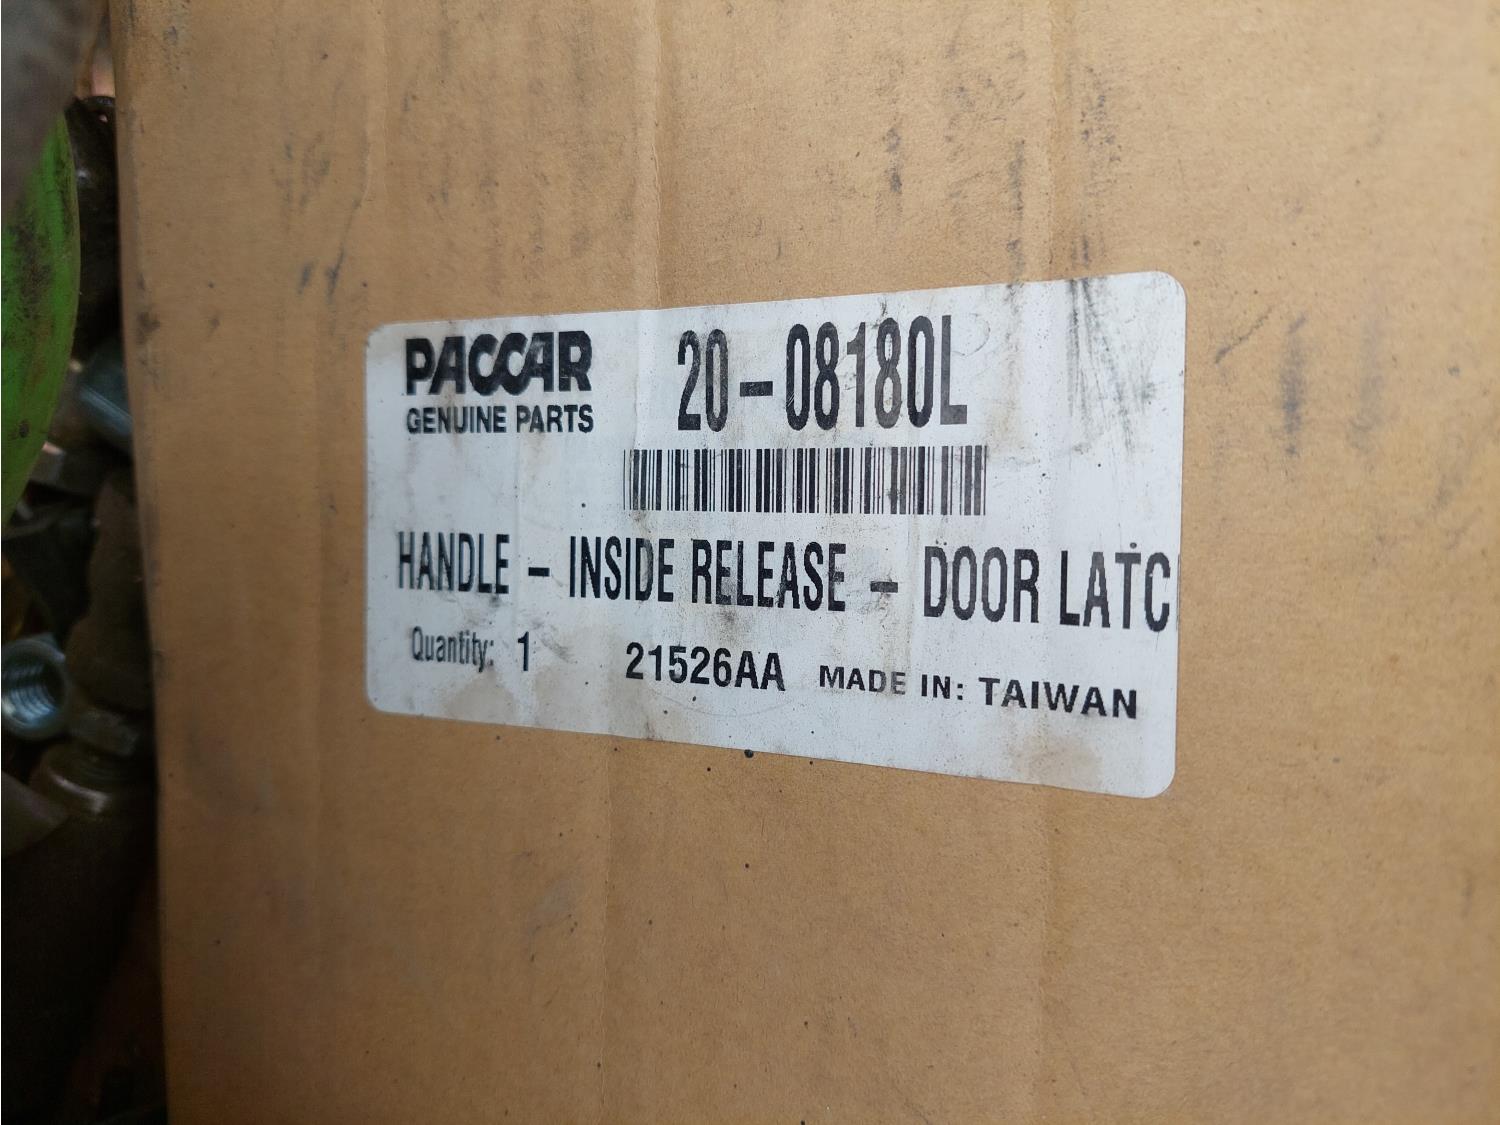 PACCAR
GENUINE PARTS
20-08180L
HANDLE - INSIDE RELEASE - DOOR LATC
Quantity: 1 21526AA MADE IN: TAIWAN